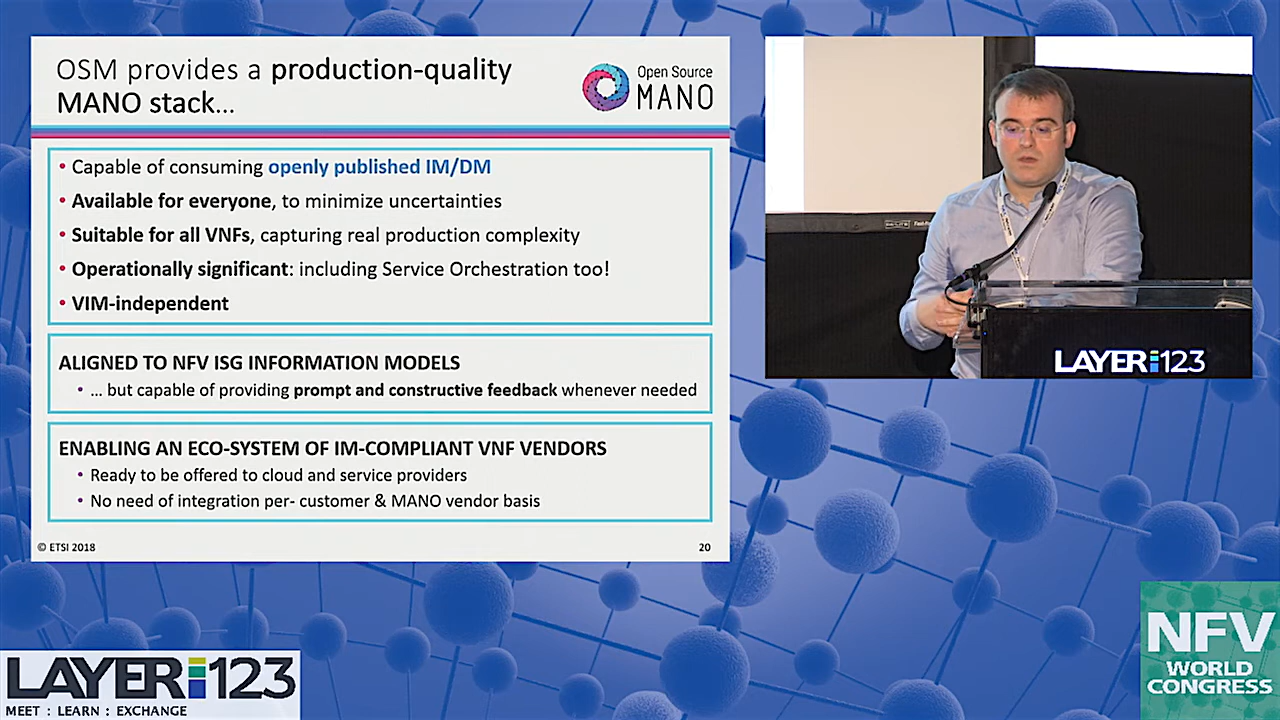 OSM provides a production-quality
MANO stack...
Open Source
MANO
• Capable of consuming openly published IM/DM
• Available for everyone, to minimize uncertainties
• Suitable for all VNFs, capturing real production complexity
• Operationally significant: including Service Orchestration too!
• VIM-independent
ALIGNED TO NFV ISG INFORMATION MODELS
• ... but capable of providing prompt and constructive feedback whenever needed
ENABLING AN ECO-SYSTEM OF IM-COMPLIANT VNF VENDORS
• Ready to be offered to cloud and service providers
• No need of integration per- customer & MANO vendor basis
© ETSI 2018
20
LAYER123
LAYER123
MEET : LEARN : EXCHANGE
NFV
WORLD
CONGRESS